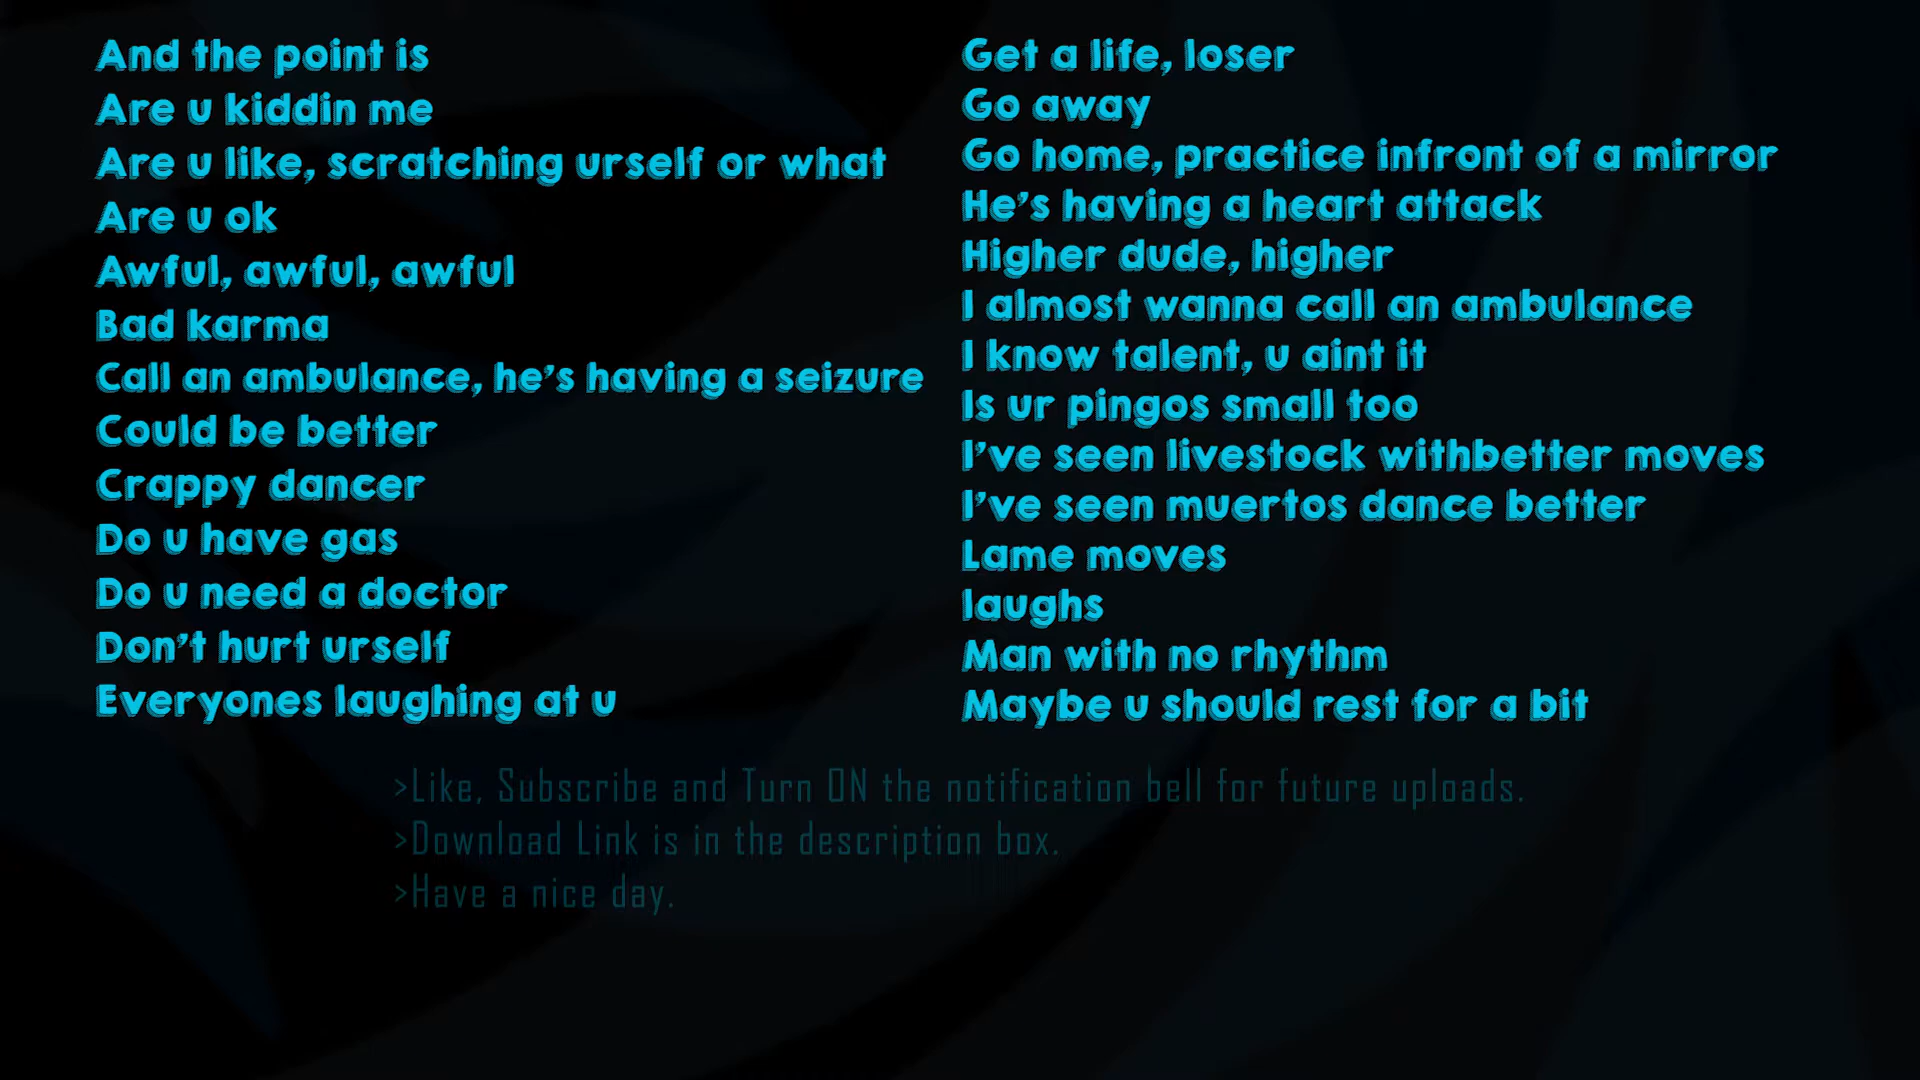 And the point is
Are u kiddin me
Are u like, scratching urself or what
Are u ok
Awful, awful, awful
Bad karma
Call an ambulance, he's having a seizure
Could be better
Crappy dancer
Do u have gas
Do u need a doctor
Don't hurt urself
Everyones laughing at u
Get a life, loser
Go away
Go home, practice infront of a mirror
He's having a heart attack
Higher dude, higher
I almost wanna call an ambulance
I know talent, u aint it
Is ur pingos small too
I've seen livestock withbetter moves
I've seen muertos dance better
Lame moves
laughs
Man with no rhythm
Maybe u should rest for a bit
>Like, Subscribe and Turn ON the notification bell for future uploads.
>Download Link is in the description box.
>Have a nice day.